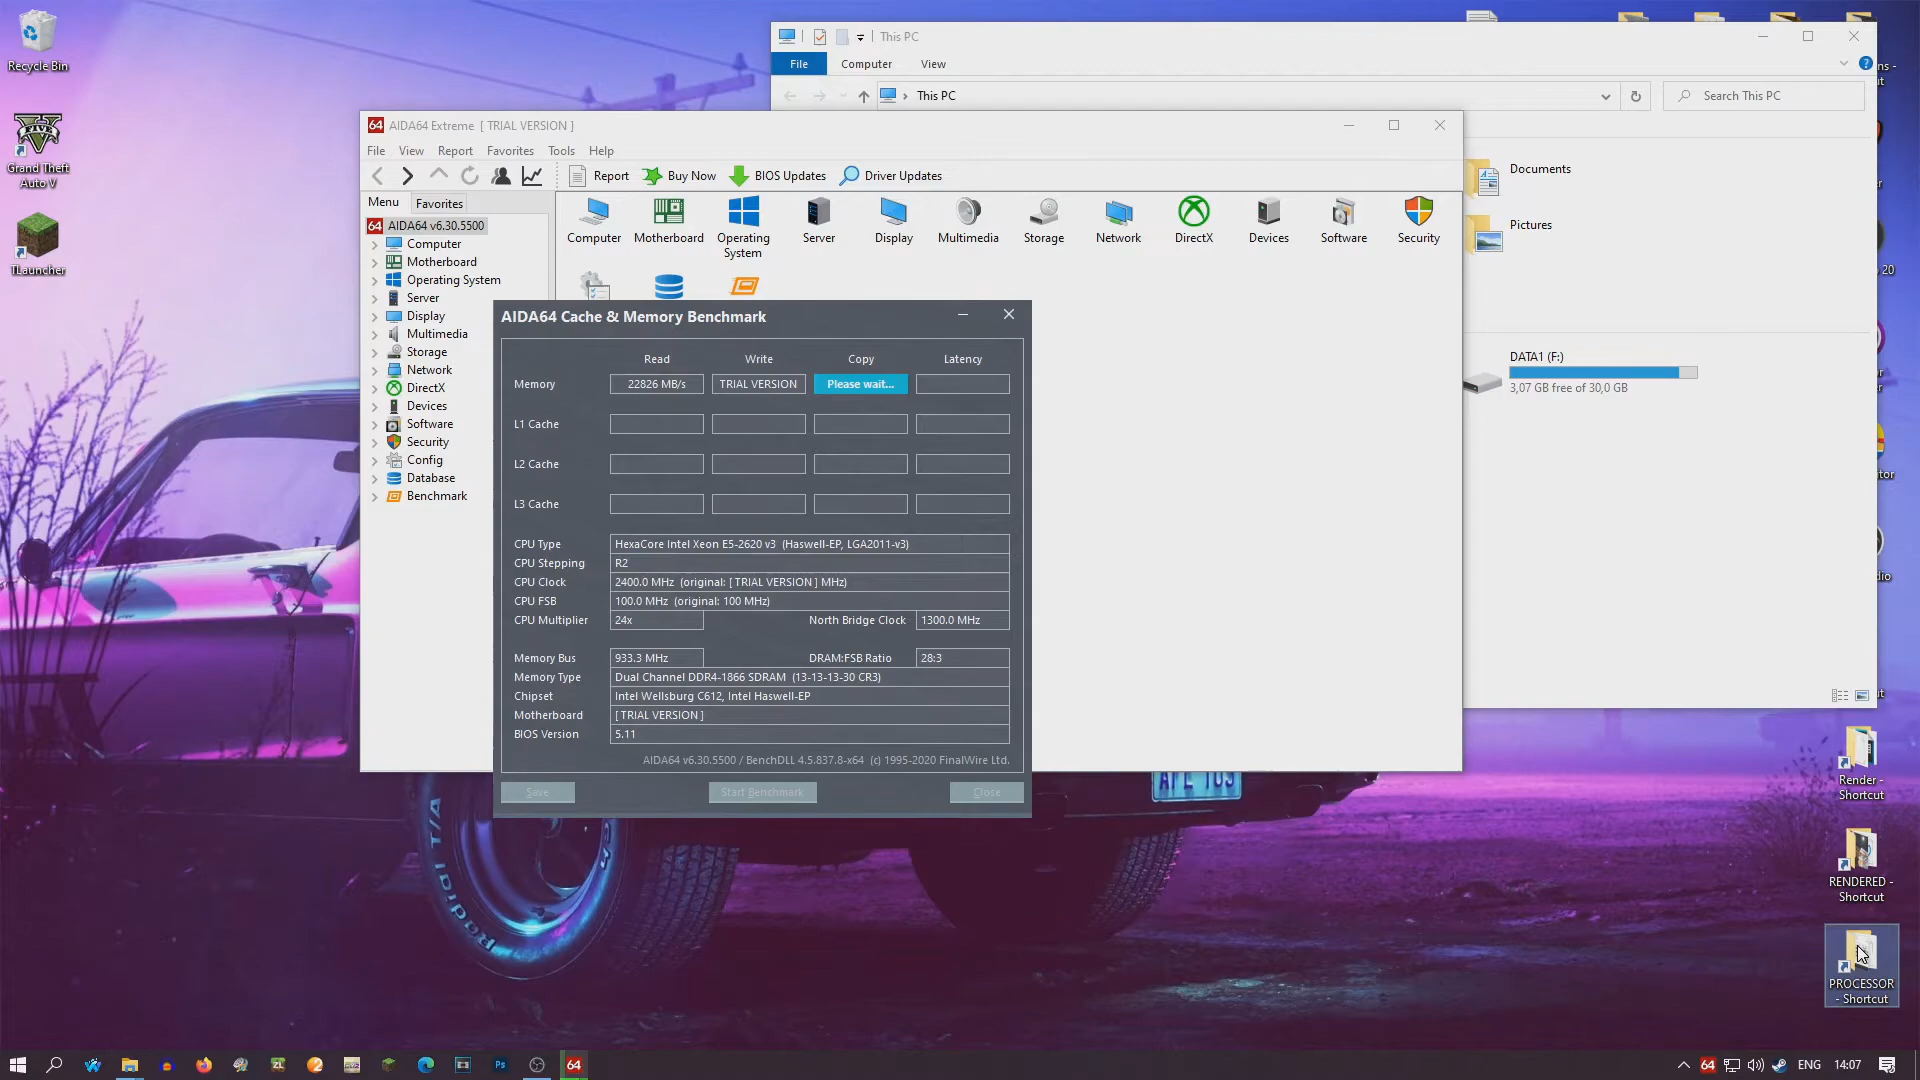 Recycle Bin
Grand Theft
Auto V
TLauncher
This PC
File
Computer
View
This PC
Search This PC
Documents
Pictures
DATA1 (F:)
3,07 GB free of 30,0 GB
64
AIDA64 Extreme [ TRIAL VERSION ]
File
View
Report
Favorites
Tools
Help
Report
Buy Now
BIOS Updates
Driver Updates
Menu
Favorites
64
AIDA64 v6.30.5500
Computer
Motherboard
Operating System
Server
Display
Multimedia
Storage
Network
DirectX
Devices
Software
Security
Config
Database
Benchmark
Computer
Motherboard
Operating
System
Server
Display
Multimedia
Storage
Network
DirectX
Devices
Software
Security
AIDA64 Cache & Memory Benchmark
Read
Write
Copy
Latency
Memory
22826 MB/s
TRIAL VERSION
Please wait...
L1 Cache
L2 Cache
L3 Cache
CPU Type
HexaCore Intel Xeon E5-2620 v3 (Haswell-EP, LGA2011-v3)
CPU Stepping
R2
CPU Clock
2400.0 MHz (original: [ TRIAL VERSION ] MHz)
CPU FSB
100.0 MHz (original: 100 MHz)
CPU Multiplier
24x
North Bridge Clock
1300.0 MHz
Memory Bus
933.3 MHz
DRAM:FSB Ratio
28:3
Memory Type
Dual Channel DDR4-1866 SDRAM (13-13-13-30 CR3)
Chipset
Intel Wellsburg C612, Intel Haswell-EP
Motherboard
[ TRIAL VERSION ]
BIOS Version
5.11
AIDA64 v6.30.5500 / BenchDLL 4.5.837.8-x64 (c) 1995-2020 FinalWire Ltd.
Save
Start Benchmark
Close
Radial T/A
20
Render -
Shortcut
RENDERED -
Shortcut
PROCESSOR
- Shortcut
Ps
64
64
ENG
14:07